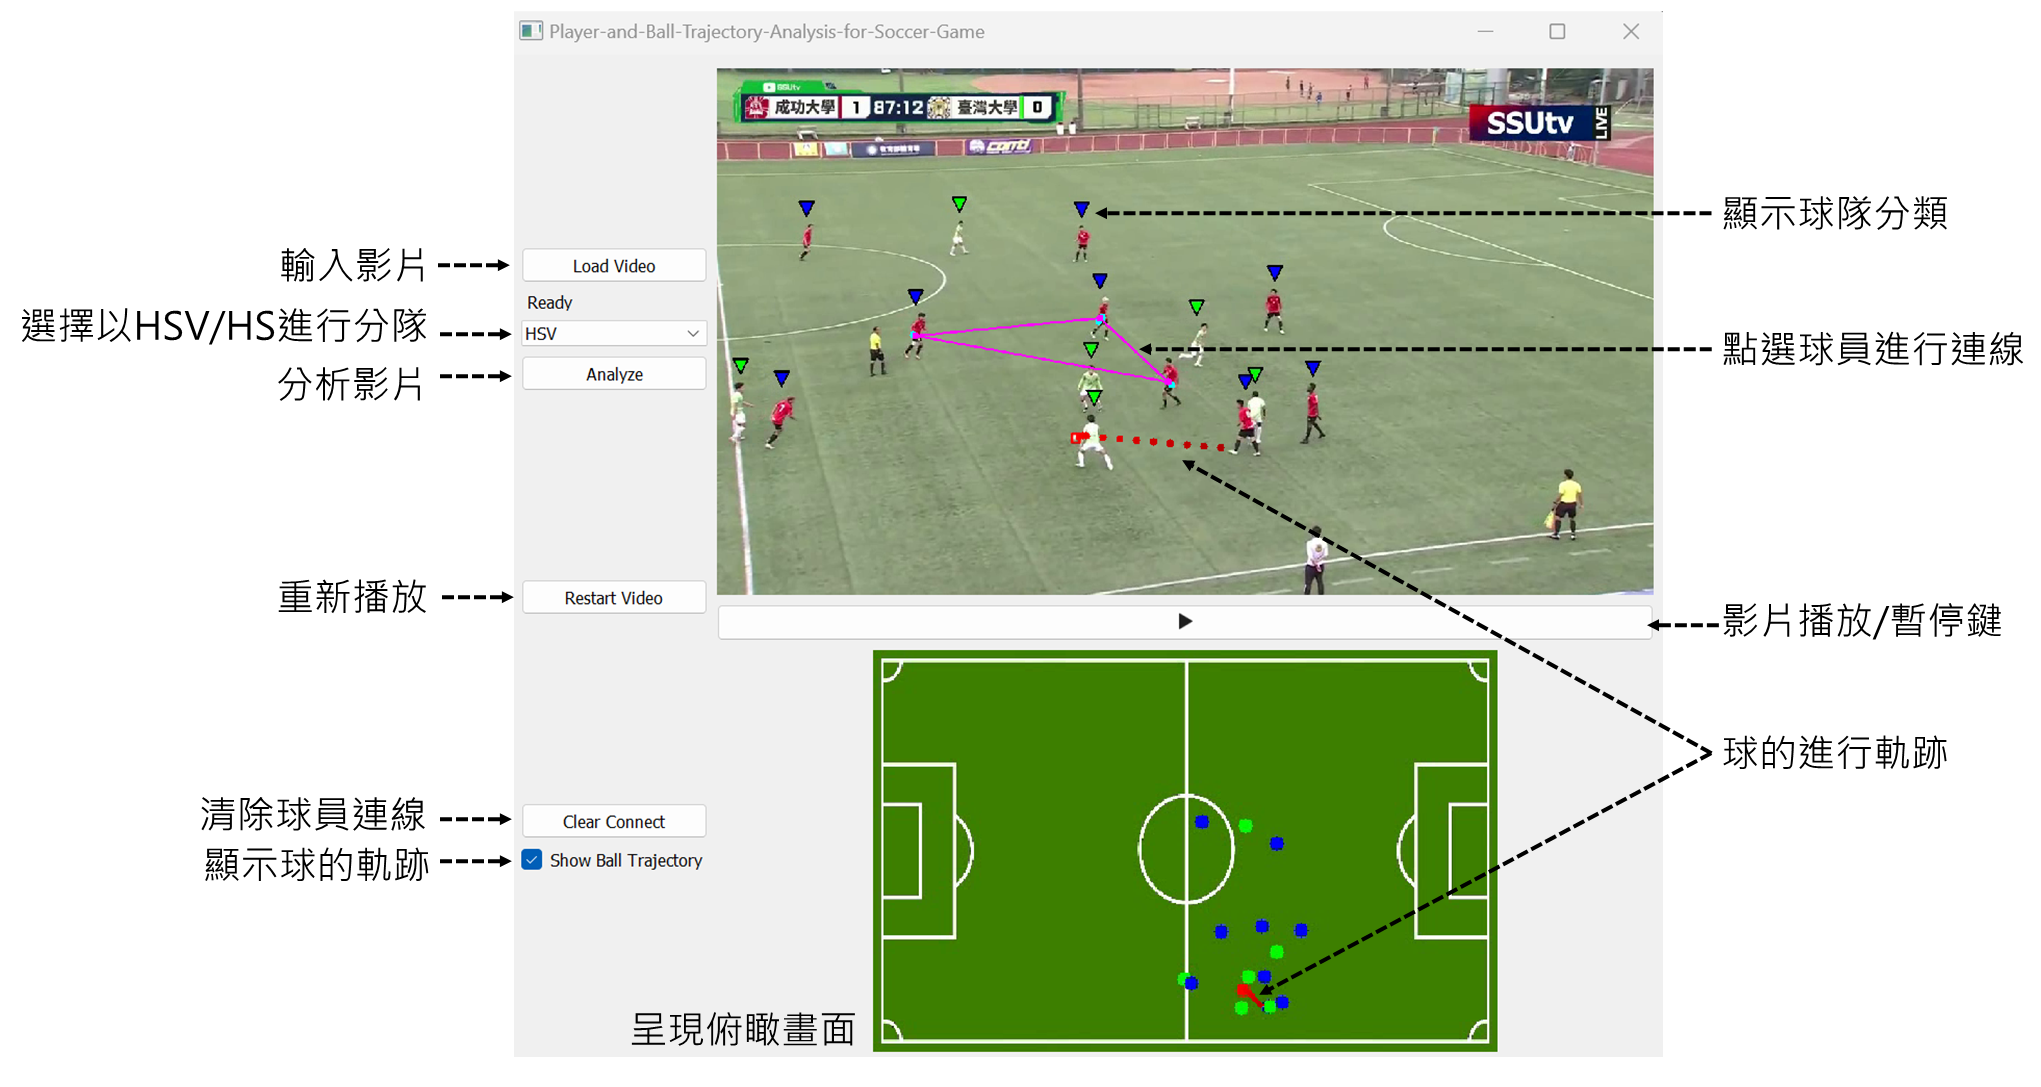 Player-and-Ball-Trajectory-Analysis-for-Soccer-Game
SSUtv
成功大學 1 87:12 臺灣大學 0
SSUtv LIVE
顯示球隊分類
輸入影片
Load Video
Ready
選擇以HSV/HS進行分隊
HSV
點選球員進行連線
分析影片
Analyze
重新播放
Restart Video
影片播放/暫停鍵
球的進行軌跡
清除球員連線
Clear Connect
顯示球的軌跡
Show Ball Trajectory
呈現俯瞰畫面